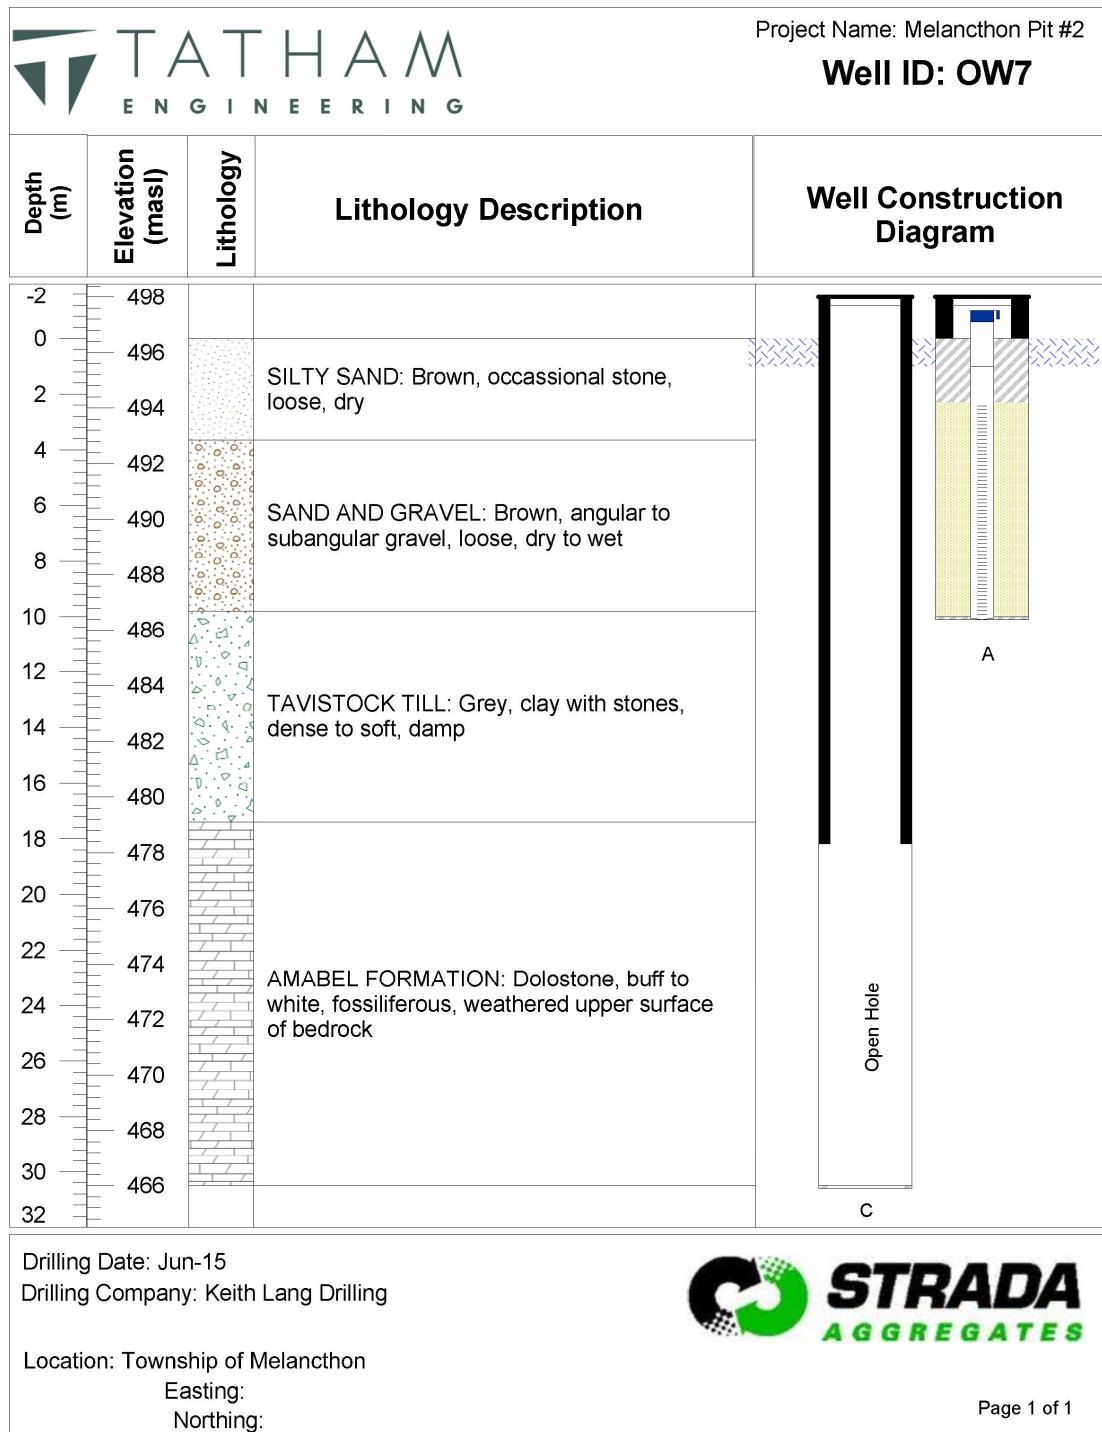 TATHAM
ENGINEERING
Project Name: Melancthon Pit #2
Well ID: OW7
Depth
(m)
Elevation
(masl)
Lithology
Lithology Description
Well Construction
Diagram
-2
0
2
4
6
8
10
12
14
16
18
20
22
24
26
28
30
32
498
496
494
492
490
488
486
484
482
480
478
476
474
472
470
468
466
SILTY SAND: Brown, occassional stone,
loose, dry
SAND AND GRAVEL: Brown, angular to
subangular gravel, loose, dry to wet
TAVISTOCK TILL: Grey, clay with stones,
dense to soft, damp
AMABEL FORMATION: Dolostone, buff to
white, fossiliferous, weathered upper surface
of bedrock
A
Open Hole
C
Drilling Date: Jun-15
Drilling Company: Keith Lang Drilling
Location: Township of Melancthon
Easting:
Northing:
STRADA
AGGREGATES
Page 1 of 1